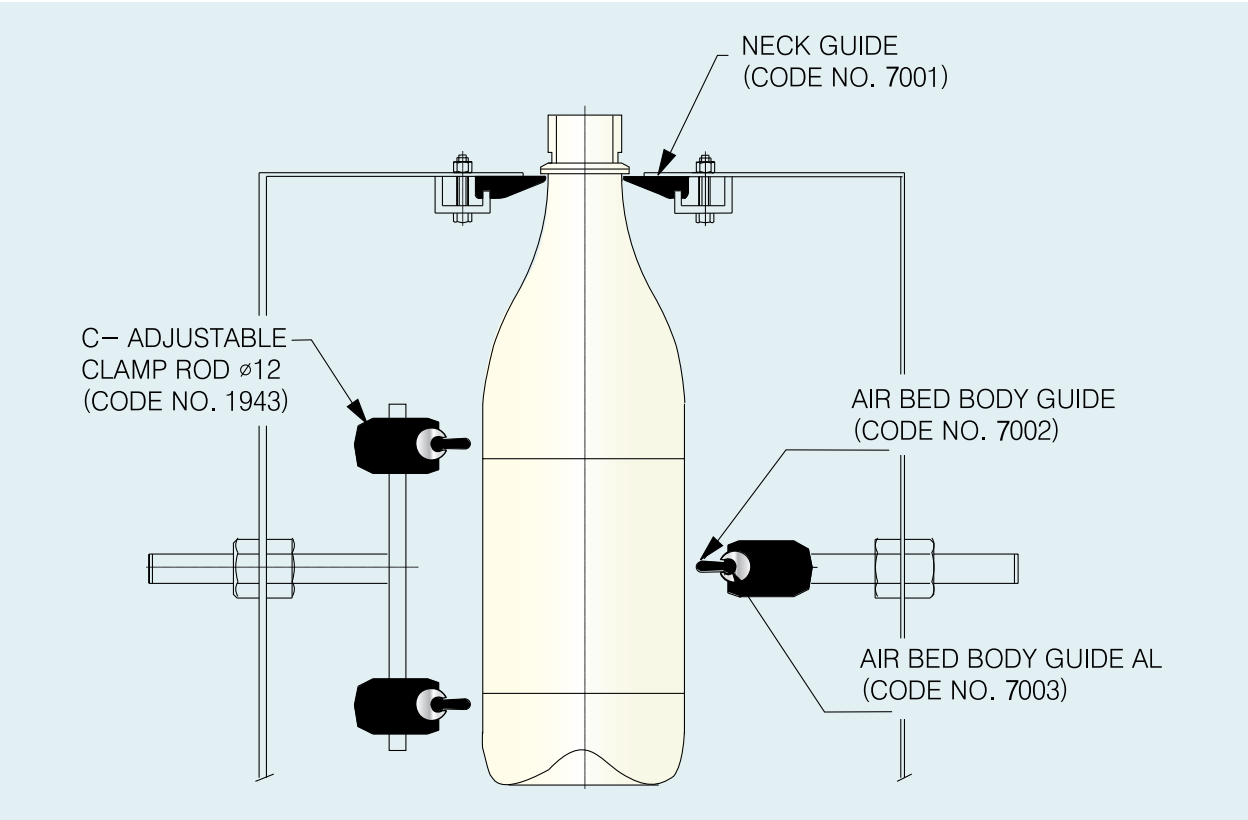 NECK GUIDE
(CODE NO. 7001)
C- ADJUSTABLE
CLAMP ROD ⌀12
(CODE NO. 1943)
AIR BED BODY GUIDE
(CODE NO. 7002)
AIR BED BODY GUIDE AL
(CODE NO. 7003)